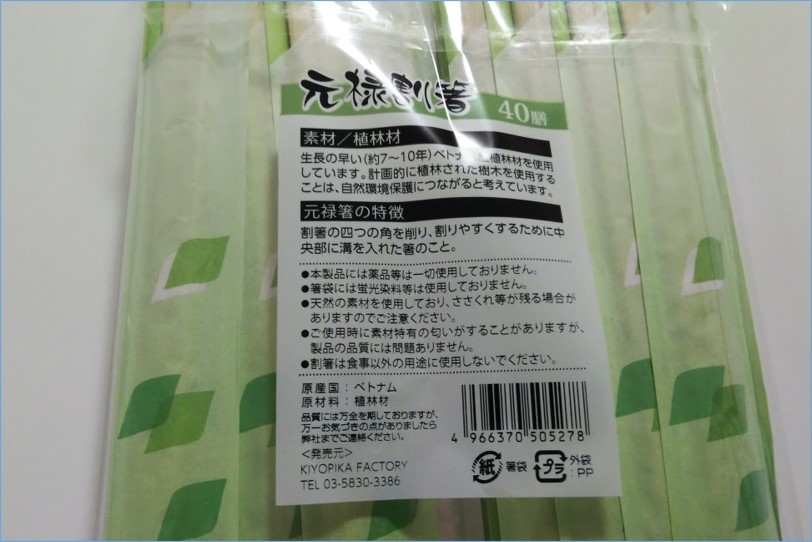 元禄割箸
40膳
素材／植林材
生長の早い(約7～10年)ベトナム 植林材を使用
しています。計画的に植林された樹木を使用する
ことは、自然環境保護につながると考えています。
元禄箸の特徴
割箸の四つの角を削り、割りやすくするために中
央部に溝を入れた箸のこと。
●本製品には薬品等は一切使用しておりません。
●箸袋には蛍光染料等は使用しておりません。
●天然の素材を使用しており、ささくれ等が残る場合が
ありますのでご注意ください。
●ご使用時に素材特有の匂いがすることがありますが、
製品の品質には問題ありません。
●割箸は食事以外の用途に使用しないでください。
原産国：ベトナム
原材料：植林材
品質には万全を期しておりますが、
万一お気づきの点がありましたら
弊社までご連絡ください。
<発売元>
KIYOPIKA FACTORY
TEL 03-5830-3386
4 966370 505278
紙 箸袋
プラ 外袋
:PP